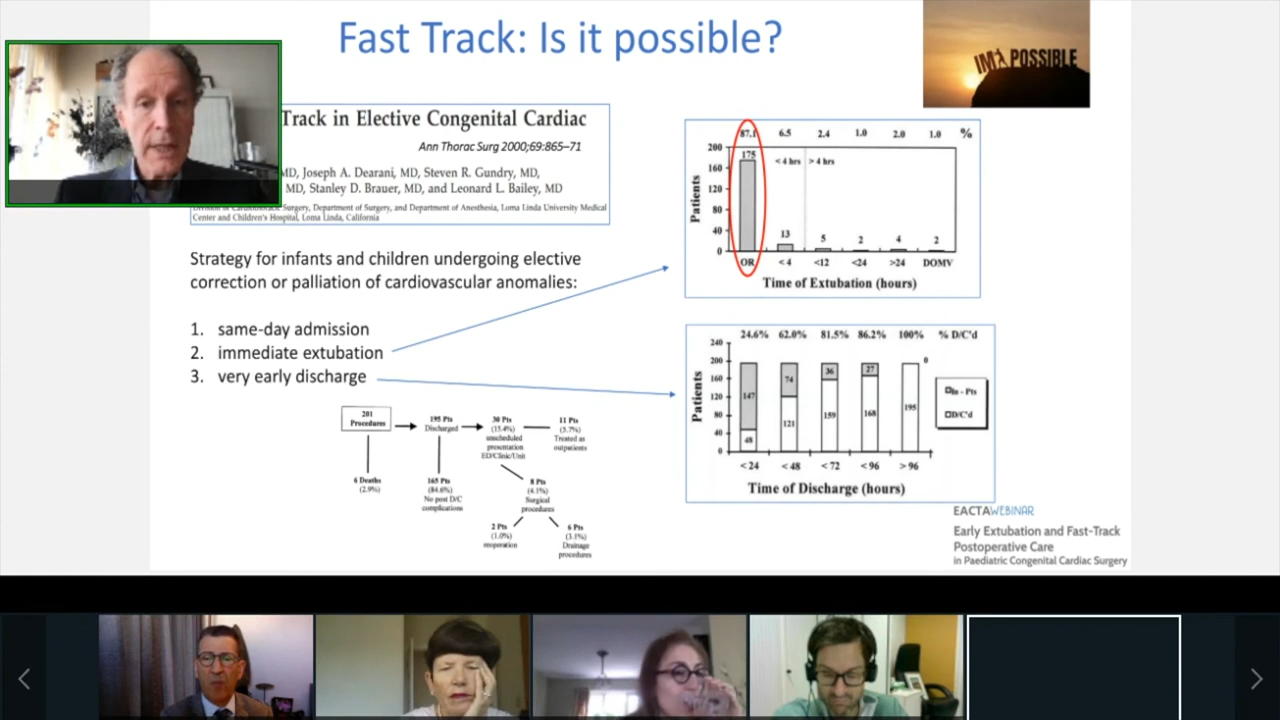 Fast Track: Is it possible?
IM POSSIBLE
Track in Elective Congenital Cardiac
Ann Thorac Surg 2000;69:865–71
MD, Joseph A. Dearani, MD, Steven R. Gundry, MD,
MD, Stanley D. Brauer, MD, and Leonard L. Bailey, MD
Division of Cardiothoracic Surgery, Department of Surgery, and Department of Anesthesia, Loma Linda University Medical
Center and Children's Hospital, Loma Linda, California
Strategy for infants and children undergoing elective
correction or palliation of cardiovascular anomalies:
1. same-day admission
2. immediate extubation
3. very early discharge
201
Procedures
6 Deaths
(2.9%)
195 Pts
Discharged
165 Pts
(84.6%)
No post D/C
complications
30 Pts
(15.4%)
unscheduled
presentation
ED/Clinic/Unit
11 Pts
(5.7%)
Treated as
outpatients
8 Pts
(4.1%)
Surgical
procedures
2 Pts
(1.0%)
reoperation
6 Pts
(3.1%)
Drainage
procedures
87.1 6.5 2.4 1.0 2.0 1.0 %
Patients
200
160
120
80
40
0
175
< 4 hrs > 4 hrs
13 5 2 4 2
OR < 4 <12 <24 >24 DOMV
Time of Extubation (hours)
24.6% 62.0% 81.5% 86.2% 100% % D/C'd
Patients
240
200
160
120
80
40
0
147 74 36 27 0
48 121 159 168 195
In - Pts
D/C'd
< 24 < 48 < 72 < 96 > 96
Time of Discharge (hours)
EACTAWEBINAR
Early Extubation and Fast-Track
Postoperative Care
in Paediatric Congenital Cardiac Surgery